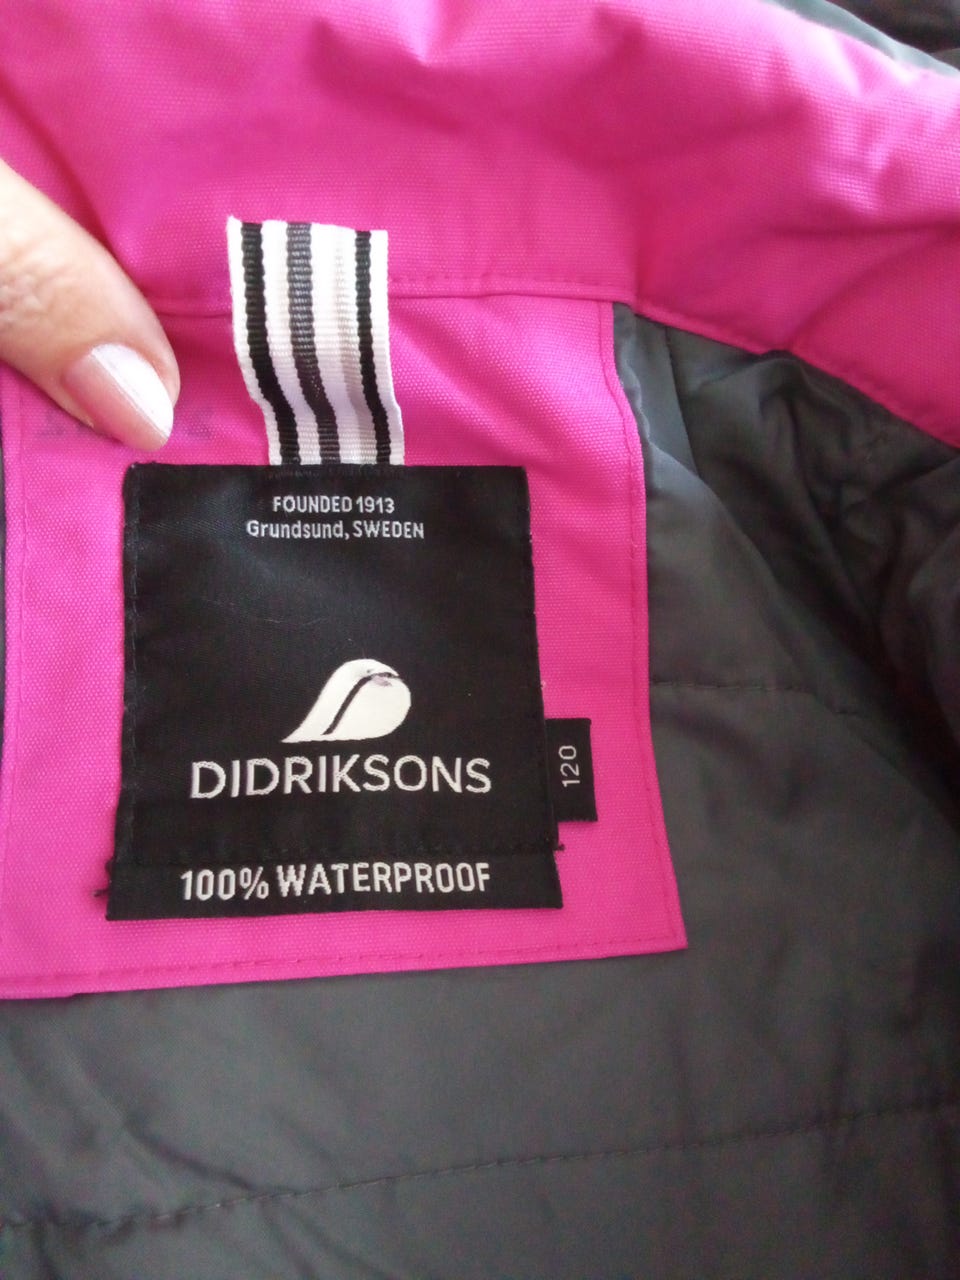 FOUNDED 1913
Grundsund, SWEDEN
DIDRIKSONS
120
100% WATERPROOF